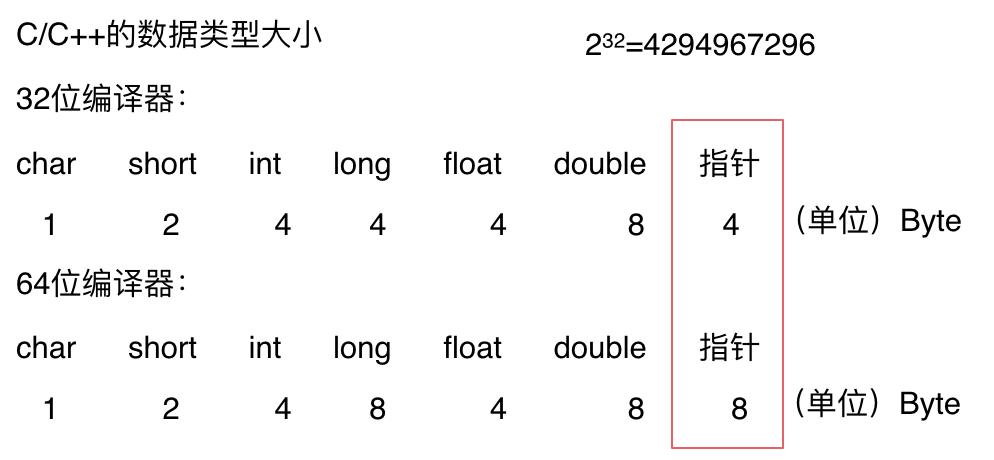 C/C++的数据类型大小 2³²=4294967296
32位编译器：
char short int long float double 指针
1 2 4 4 4 8 4 （单位）Byte
64位编译器：
char short int long float double 指针
1 2 4 8 4 8 8 （单位）Byte